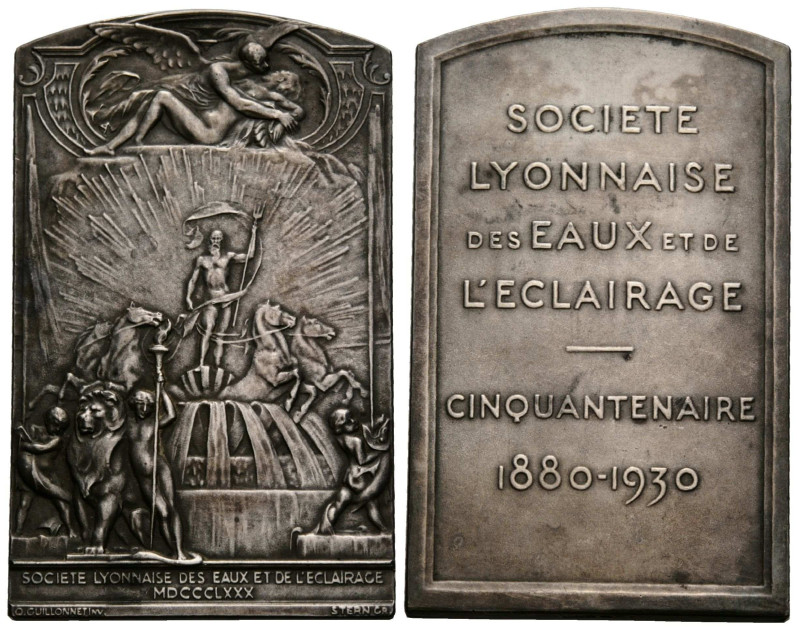 SOCIETE LYONNAISE DES EAUX ET DE L'ECLAIRAGE
MDCCCLXXX
O. GUILLONNET INV. STERN GR.
SOCIETE
LYONNAISE
DES EAUX ET DE
L'ECLAIRAGE
CINQUANTENAIRE
1880-1930